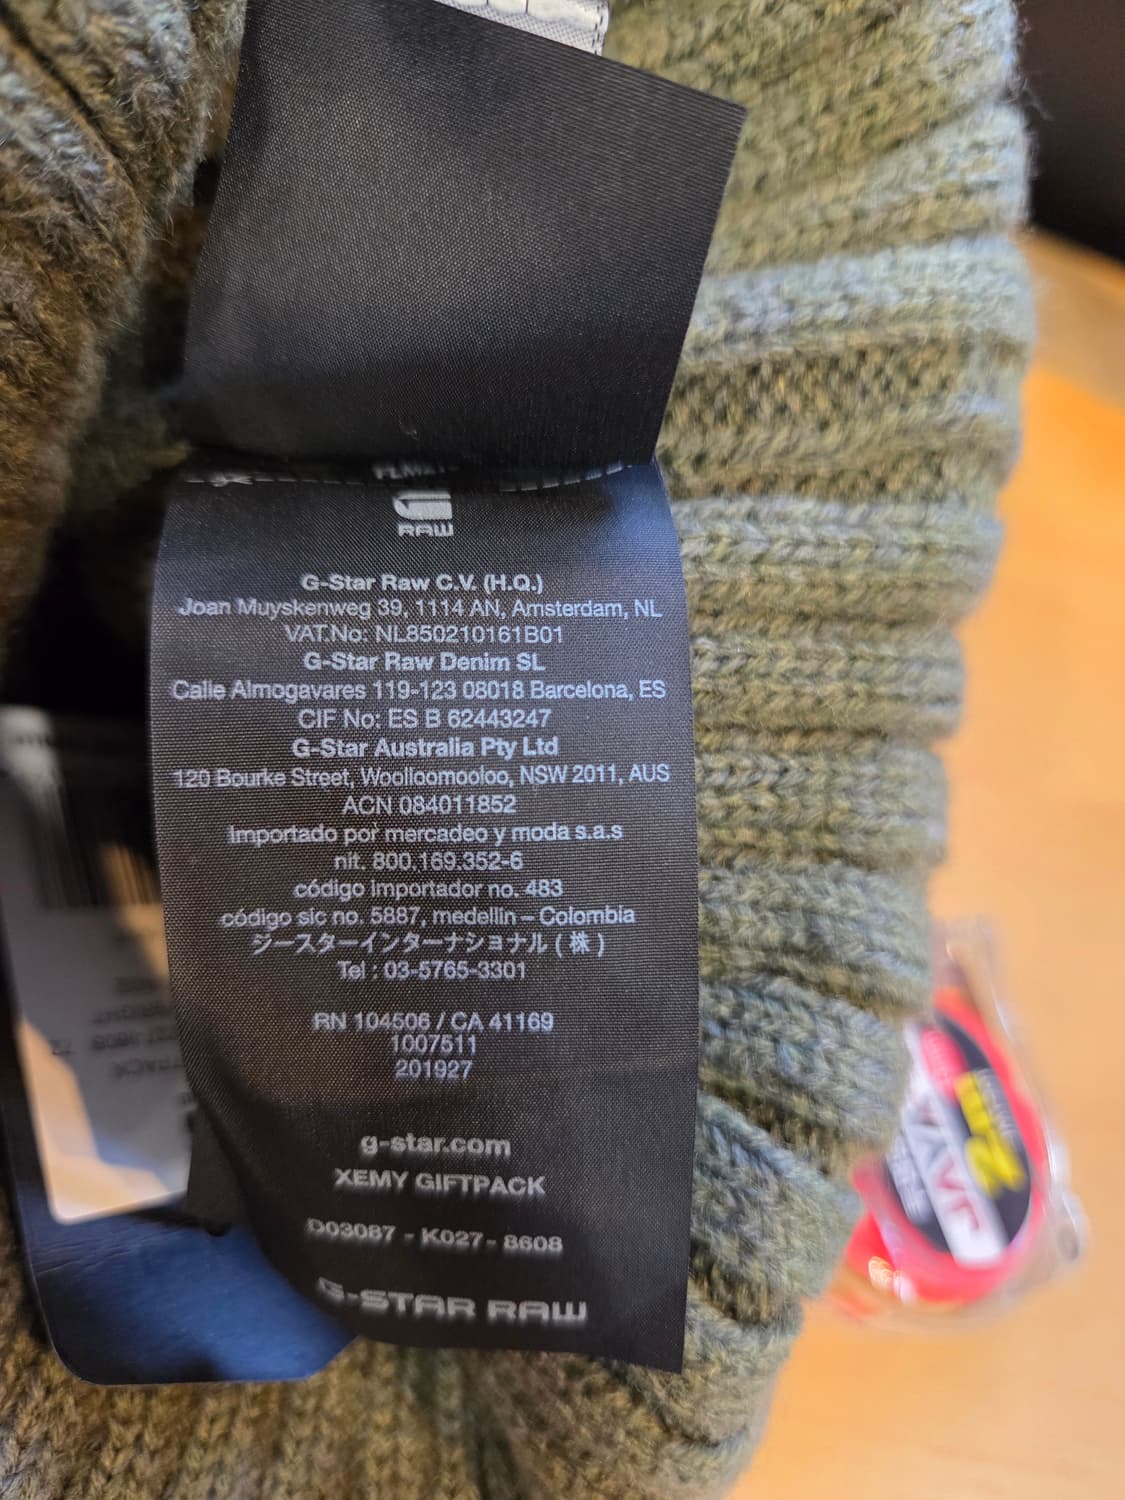 RAW
G-Star Raw C.V. (H.Q.)
Joan Muyskenweg 39, 1114 AN, Amsterdam, NL
VAT.No: NL850210161B01
G-Star Raw Denim SL
Calle Almogavares 119-123 08018 Barcelona, ES
CIF No: ES B 62443247
G-Star Australia Pty Ltd
120 Bourke Street, Woolloomooloo, NSW 2011, AUS
ACN 084011852
Importado por mercadeo y moda s.a.s
nit. 800.169.352-6
código importador no. 483
código sic no. 5887, medellin – Colombia
ジースターインターナショナル ( 株 )
Tel : 03-5765-3301
RN 104506 / CA 41169
1007511
201927
g-star.com
XEMY GIFTPACK
D03087 - K027 - 8608
G-STAR RAW